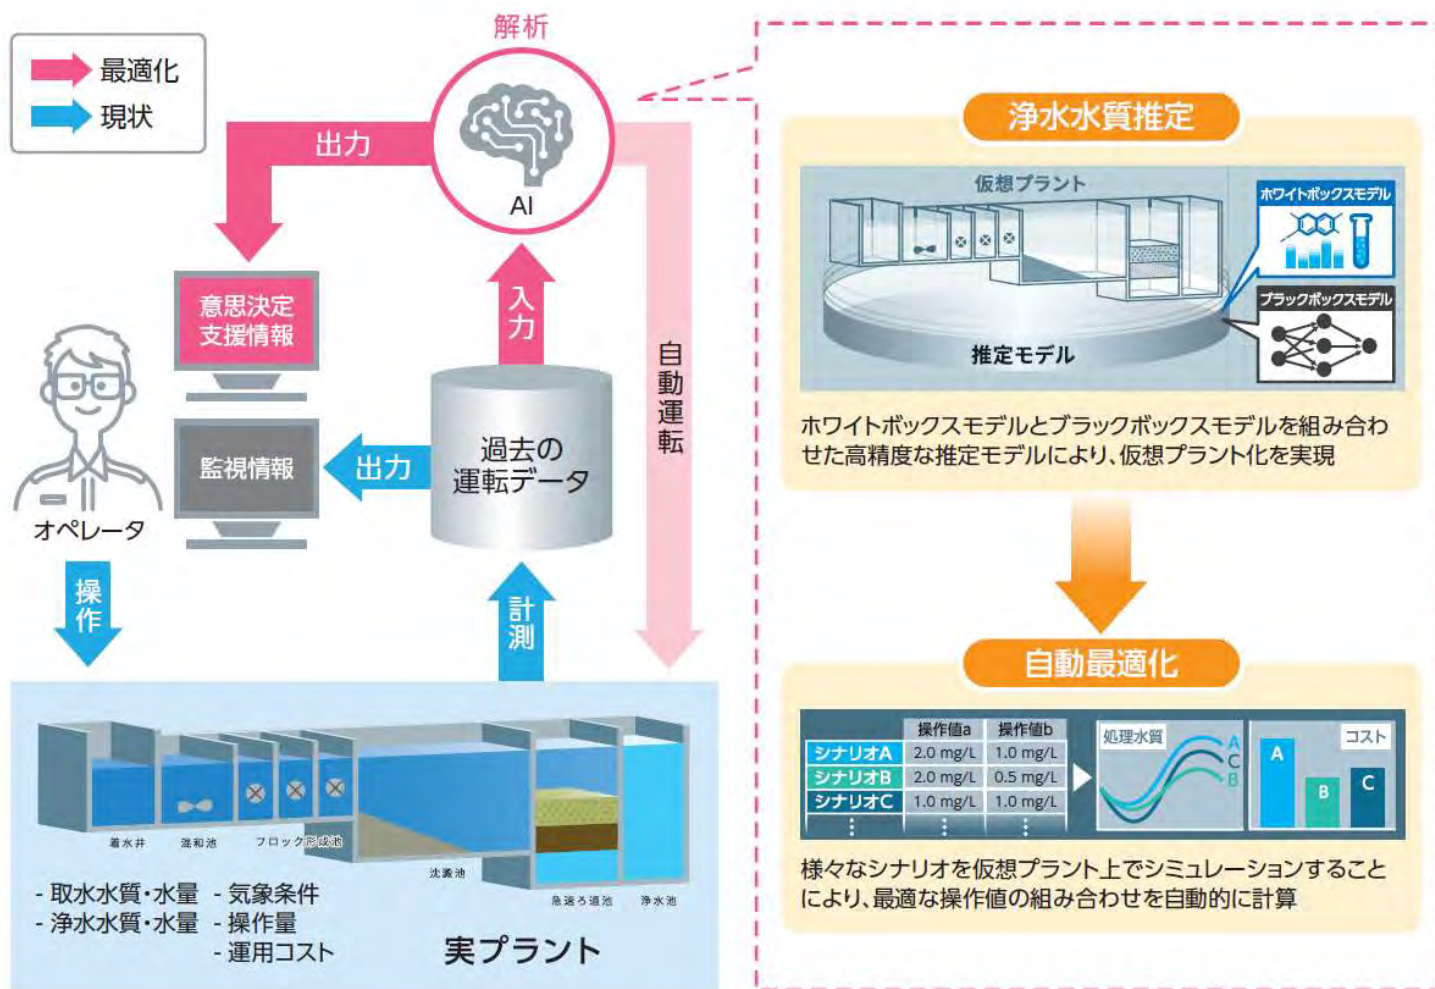 最適化
現状
解析
AI
出力
入力
自動運転
意思決定
支援情報
監視情報
出力
過去の
運転データ
オペレータ
操作
計測
着水井
混和池
フロック形成池
沈澱池
急速ろ過池
浄水池
- 取水水質・水量
- 浄水水質・水量
- 気象条件
- 操作量
- 運用コスト
実プラント
浄水水質推定
仮想プラント
ホワイトボックスモデル
ブラックボックスモデル
推定モデル
ホワイトボックスモデルとブラックボックスモデルを組み合わ
せた高精度な推定モデルにより、仮想プラント化を実現
自動最適化
操作値a 操作値b
シナリオA 2.0 mg/L 1.0 mg/L
シナリオB 2.0 mg/L 0.5 mg/L
シナリオC 1.0 mg/L 1.0 mg/L
⋮ ⋮ ⋮
処理水質
A
C
B
コスト
A
B
C
様々なシナリオを仮想プラント上でシミュレーションすること
により、最適な操作値の組み合わせを自動的に計算